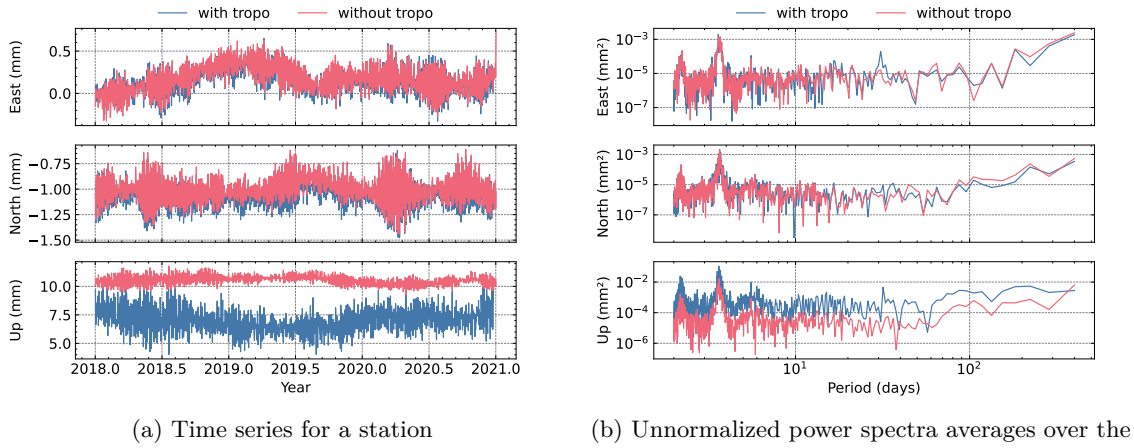 with tropo without tropo
East (mm)
0.5
0.0
North (mm)
−0.75
−1.00
−1.25
−1.50
Up (mm)
10.0
7.5
5.0
2018.0 2018.5 2019.0 2019.5 2020.0 2020.5 2021.0
Year
(a) Time series for a station
with tropo without tropo
East (mm²)
10⁻³
10⁻⁵
10⁻⁷
North (mm²)
10⁻³
10⁻⁵
10⁻⁷
Up (mm²)
10⁻²
10⁻⁴
10⁻⁶
10¹ 10²
Period (days)
(b) Unnormalized power spectra averages over the